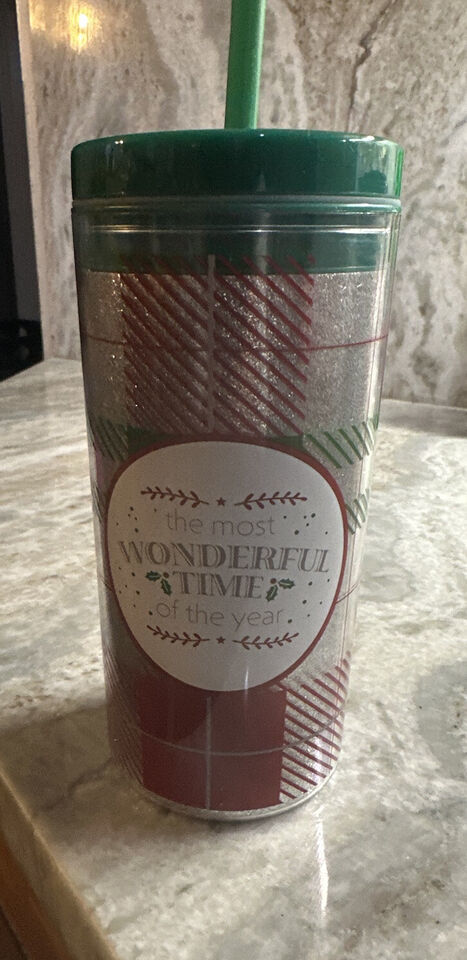 the most
WONDERFUL
TIME
of the year